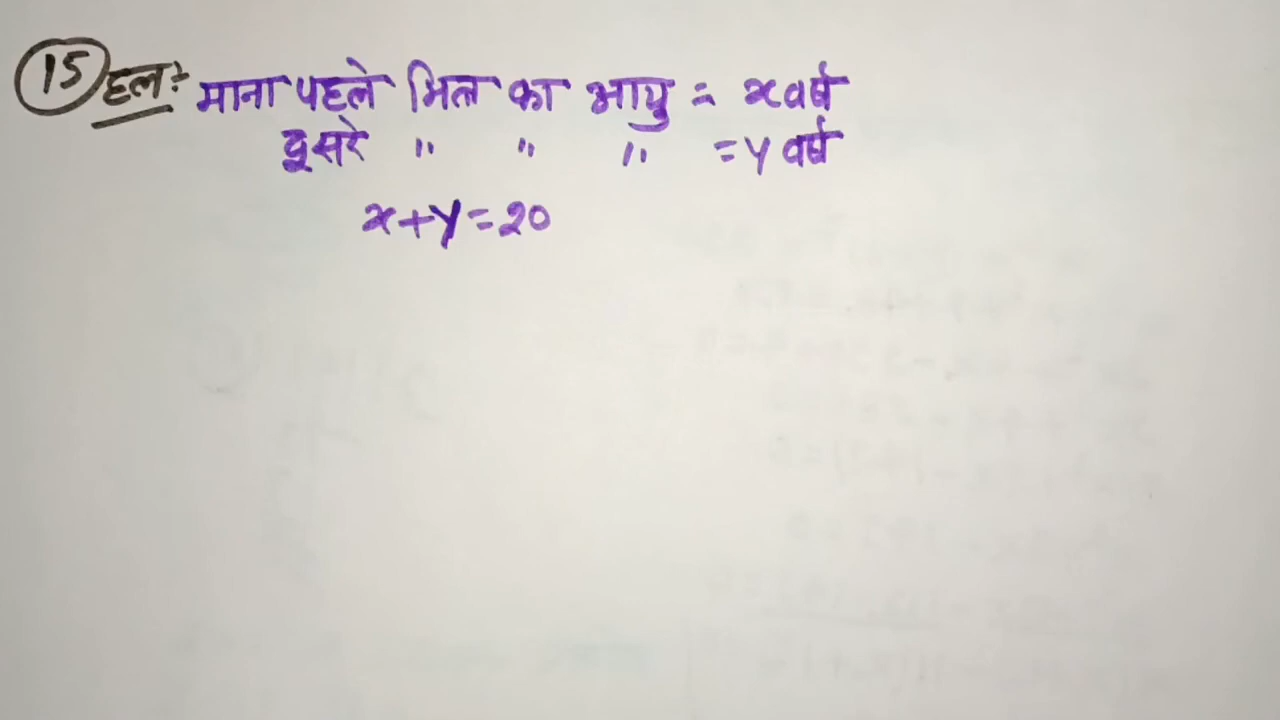 15 हल :-
माना पहले मित्र का आयु = x वर्ष
दूसरे " " " = y वर्ष
x+y=20